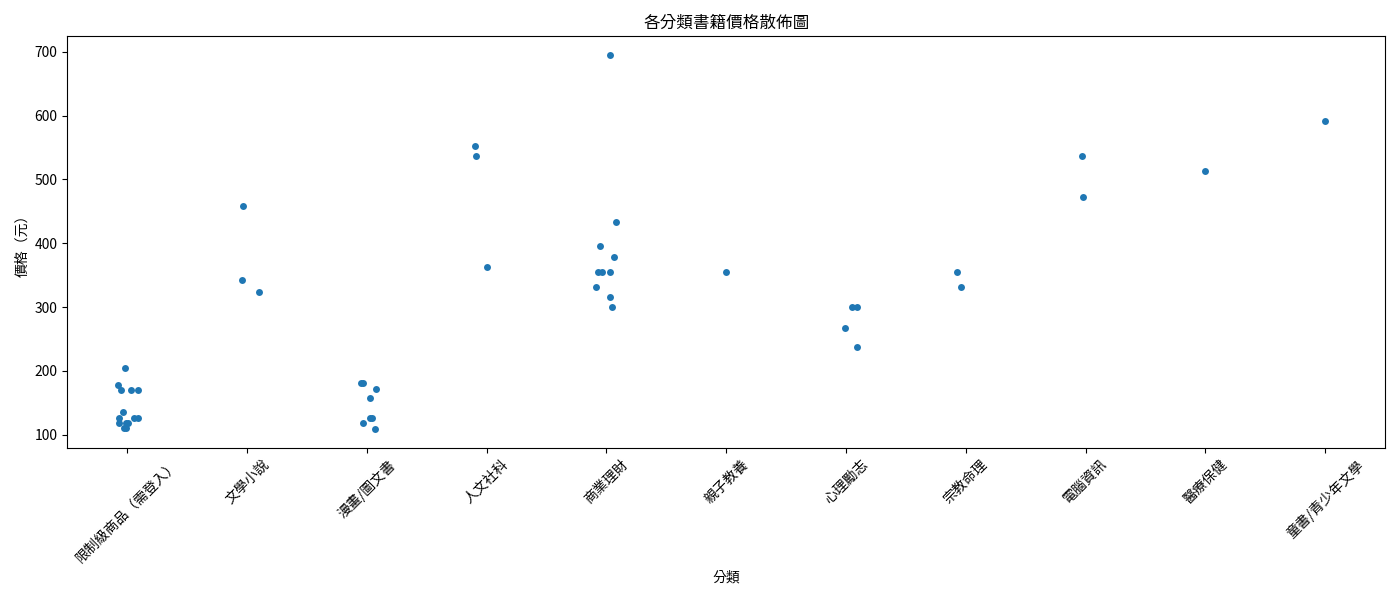 各分類書籍價格散佈圖
價格（元）
700
600
500
400
300
200
100
限制級商品（需登入）
文學小說
漫畫/圖文書
人文社科
商業理財
親子教養
心理勵志
宗教命理
電腦資訊
醫療保健
童書/青少年文學
分類